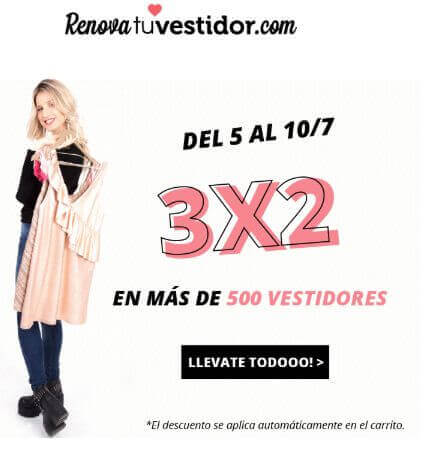 Renovatuvestidor.com
DEL 5 AL 10/7
3X2
EN MÁS DE 500 VESTIDORES
LLEVATE TODOOO! >
*El descuento se aplica automáticamente en el carrito.